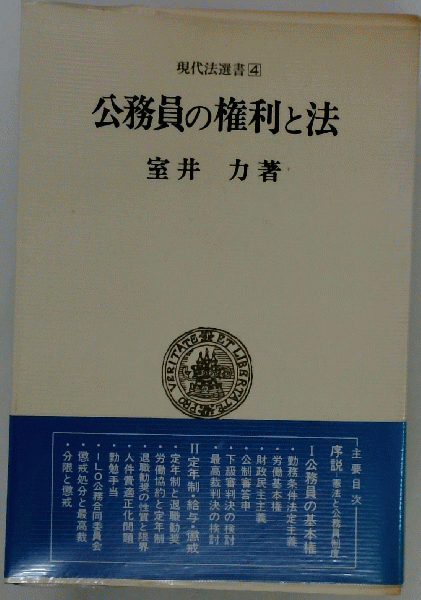 現代法選書④
公務員の権利と法
室井 力 著
PRO VERITATE ET LIBERTATE
主要目次
序説 憲法と公務員制度
Ⅰ 公務員の基本権
・勤務条件法定主義
・労働基本権
・財政民主主義
・公制審答申
・下級審判決の検討
・最高裁判決の検討
Ⅱ 定年制・給与・懲戒
・定年制と退職勧奨
・労働協約と定年制
・退職勧奨の性質と限界
・人件費適正化問題
・勤勉手当
・ILO公務合同委員会
・懲戒処分と最高裁
・分限と懲戒